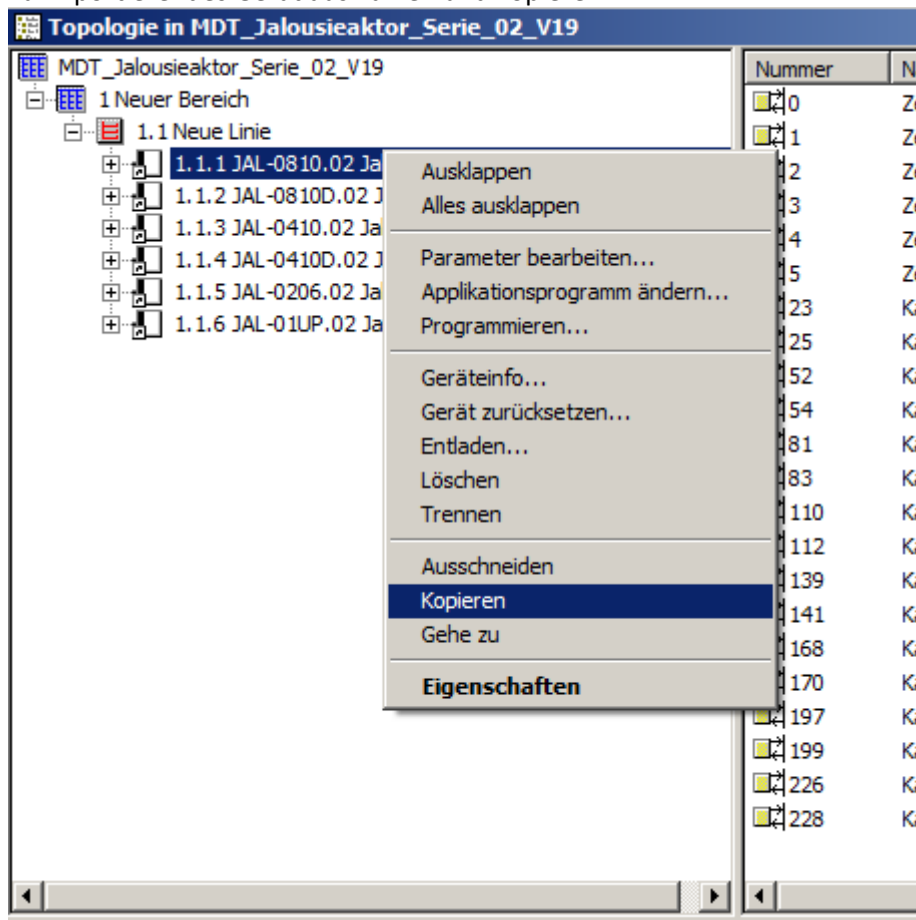 Topologie in MDT_Jalousieaktor_Serie_02_V19
MDT_Jalousieaktor_Serie_02_V19
1 Neuer Bereich
1.1 Neue Linie
1.1.1 JAL-0810.02 Ja
1.1.2 JAL-0810D.02 J
1.1.3 JAL-0410.02 Ja
1.1.4 JAL-0410D.02 J
1.1.5 JAL-0206.02 Ja
1.1.6 JAL-01UP.02 Ja
Ausklappen
Alles ausklappen
Parameter bearbeiten...
Applikationsprogramm ändern...
Programmieren...
Geräteinfo...
Gerät zurücksetzen...
Entladen...
Löschen
Trennen
Ausschneiden
Kopieren
Gehe zu
Eigenschaften
Nummer N
0
1
2
3
4
5
23
25
52
54
81
83
110
112
139
141
168
170
197
199
226
228